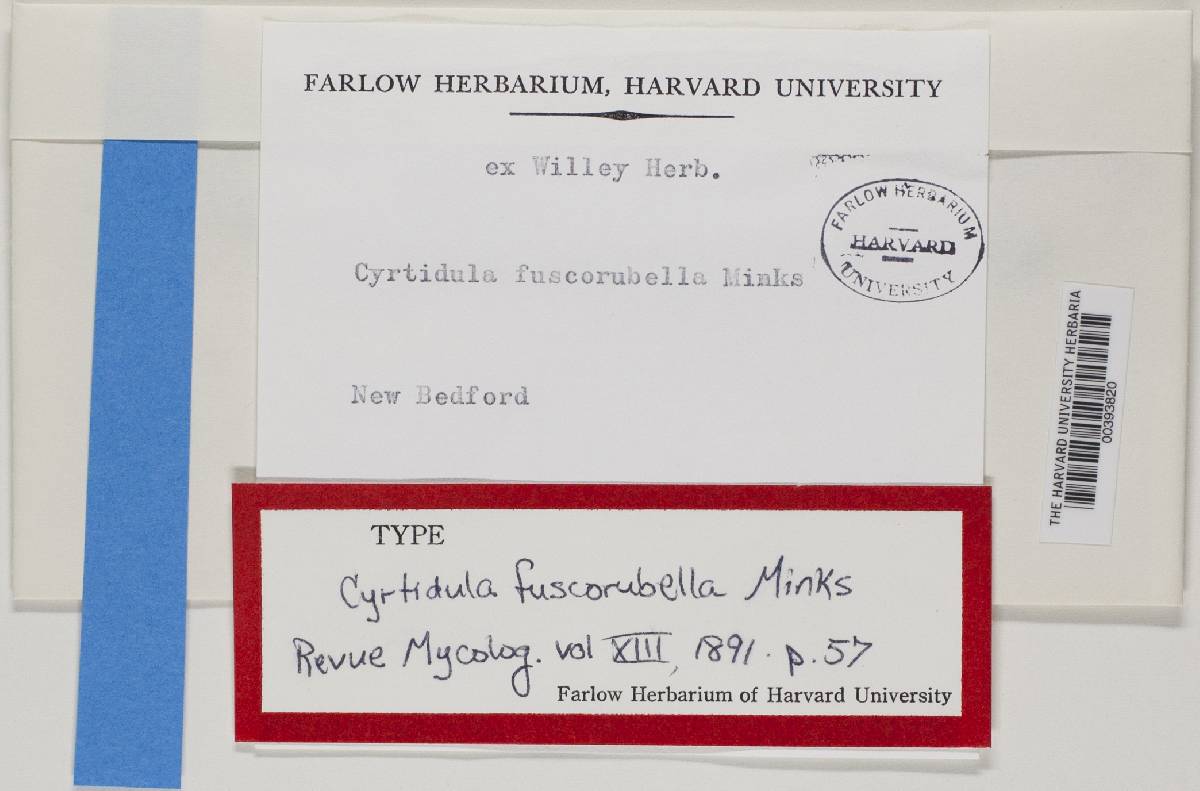 FARLOW HERBARIUM, HARVARD UNIVERSITY
ex Willey Herb.
FARLOW HERBARIUM
HARVARD
UNIVERSITY
Cyrtidula fuscorubella Minks
New Bedford
THE HARVARD UNIVERSITY HERBARIA
00393820
TYPE
Cyrtidula fuscorubella Minks
Revue Mycolog. vol XIII, 1891. p. 57
Farlow Herbarium of Harvard University